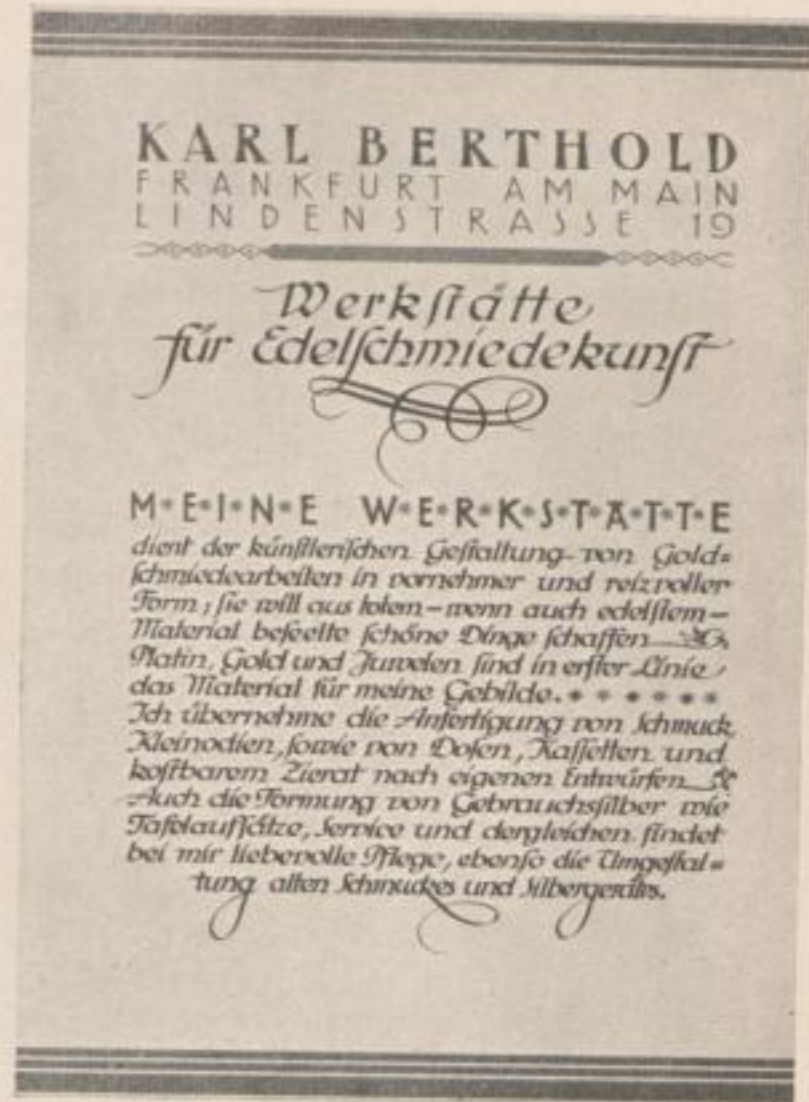 KARL BERTHOLD
FRANKFURT AM MAIN
LINDENSTRASSE 19
Werkſtätte
für Edelſchmiedekunſt
M•E•I•N•E W•E•R•K•S•T•Ä•T•T•E
dient der künſtleriſchen Geſtaltung von Gold=
ſchmiedearbeiten in vornehmer und reizvoller
Form; ſie will aus totem – wenn auch edelſtem –
Material beſeelte ſchöne Dinge ſchaffen
Platin, Gold und Juwelen ſind in erſter Linie
das Material für meine Gebilde. * * * * * *
Ich übernehme die Anfertigung von Schmuck,
Kleinodien, ſowie von Doſen, Kaſſetten und
koſtbarem Zierat nach eigenen Entwürfen
Auch die Formung von Gebrauchsſilber wie
Tafelaufſätze, Service und dergleichen findet
bei mir liebevolle Pflege, ebenſo die Umgeſtal=
tung alten Schmuckes und Silbergeräts.